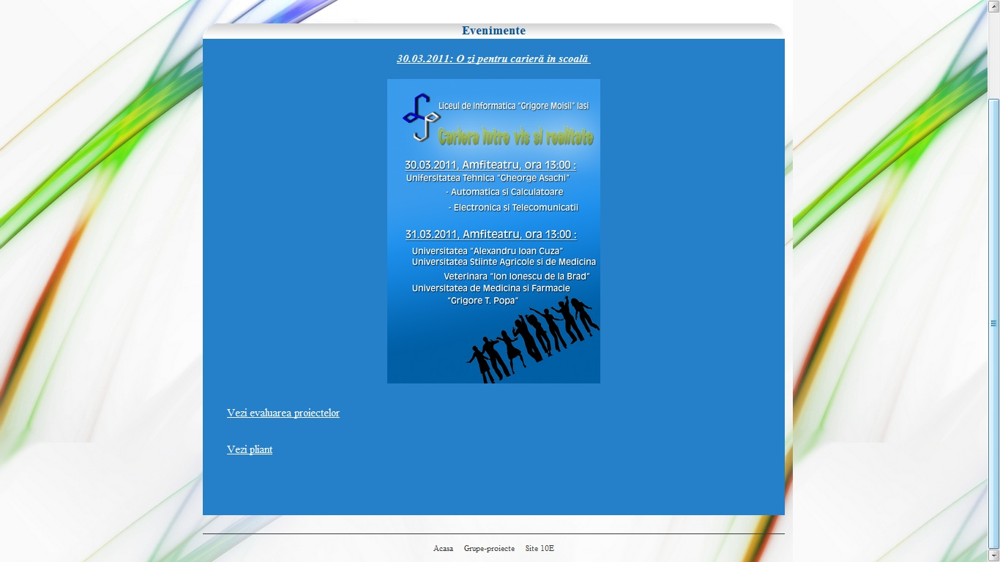 Evenimente
30.03.2011: O zi pentru carieră in scoală
Liceul de Informatica "Grigore Moisil" Iasi
Cariera intre vis si realitate
30.03.2011, Amfiteatru, ora 13:00 :
Unifersitatea Tehnica "Gheorge Asachi"
- Automatica si Calculatoare
- Electronica si Telecomunicatii
31.03.2011, Amfiteatru, ora 13:00 :
Universitatea "Alexandru Ioan Cuza"
Universitatea Stiinte Agricole si de Medicina
Veterinara "Ion Ionescu de la Brad"
Universitatea de Medicina si Farmacie
"Grigore T. Popa"
Vezi evaluarea proiectelor
Vezi pliant
Acasa Grupe-proiecte Site 10E